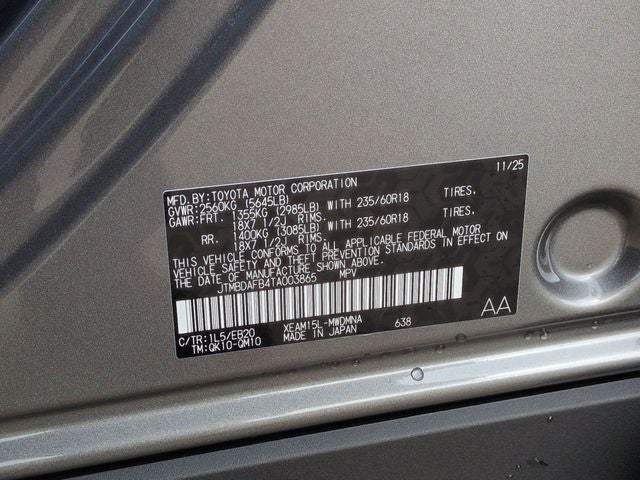 MFD.BY:TOYOTA MOTOR CORPORATION 11/25
GVWR:2560KG (5645LB)
GAWR:FRT. 1355KG (2985LB) WITH 235/60R18 TIRES.
18X7 1/2J RIMS.
RR. 1400KG (3085LB) WITH 235/60R18 TIRES.
18X7 1/2J RIMS.
THIS VEHICLE CONFORMS TO ALL APPLICABLE FEDERAL MOTOR
VEHICLE SAFETY AND THEFT PREVENTION STANDARDS IN EFFECT ON
THE DATE OF MANUFACTURE SHOWN ABOVE.
JTMBDAFB4TA003865 MPV
C/TR:1L5/EB20 XEAM15L-MWDMNA 638 AA
TM:QK10-QM10 MADE IN JAPAN